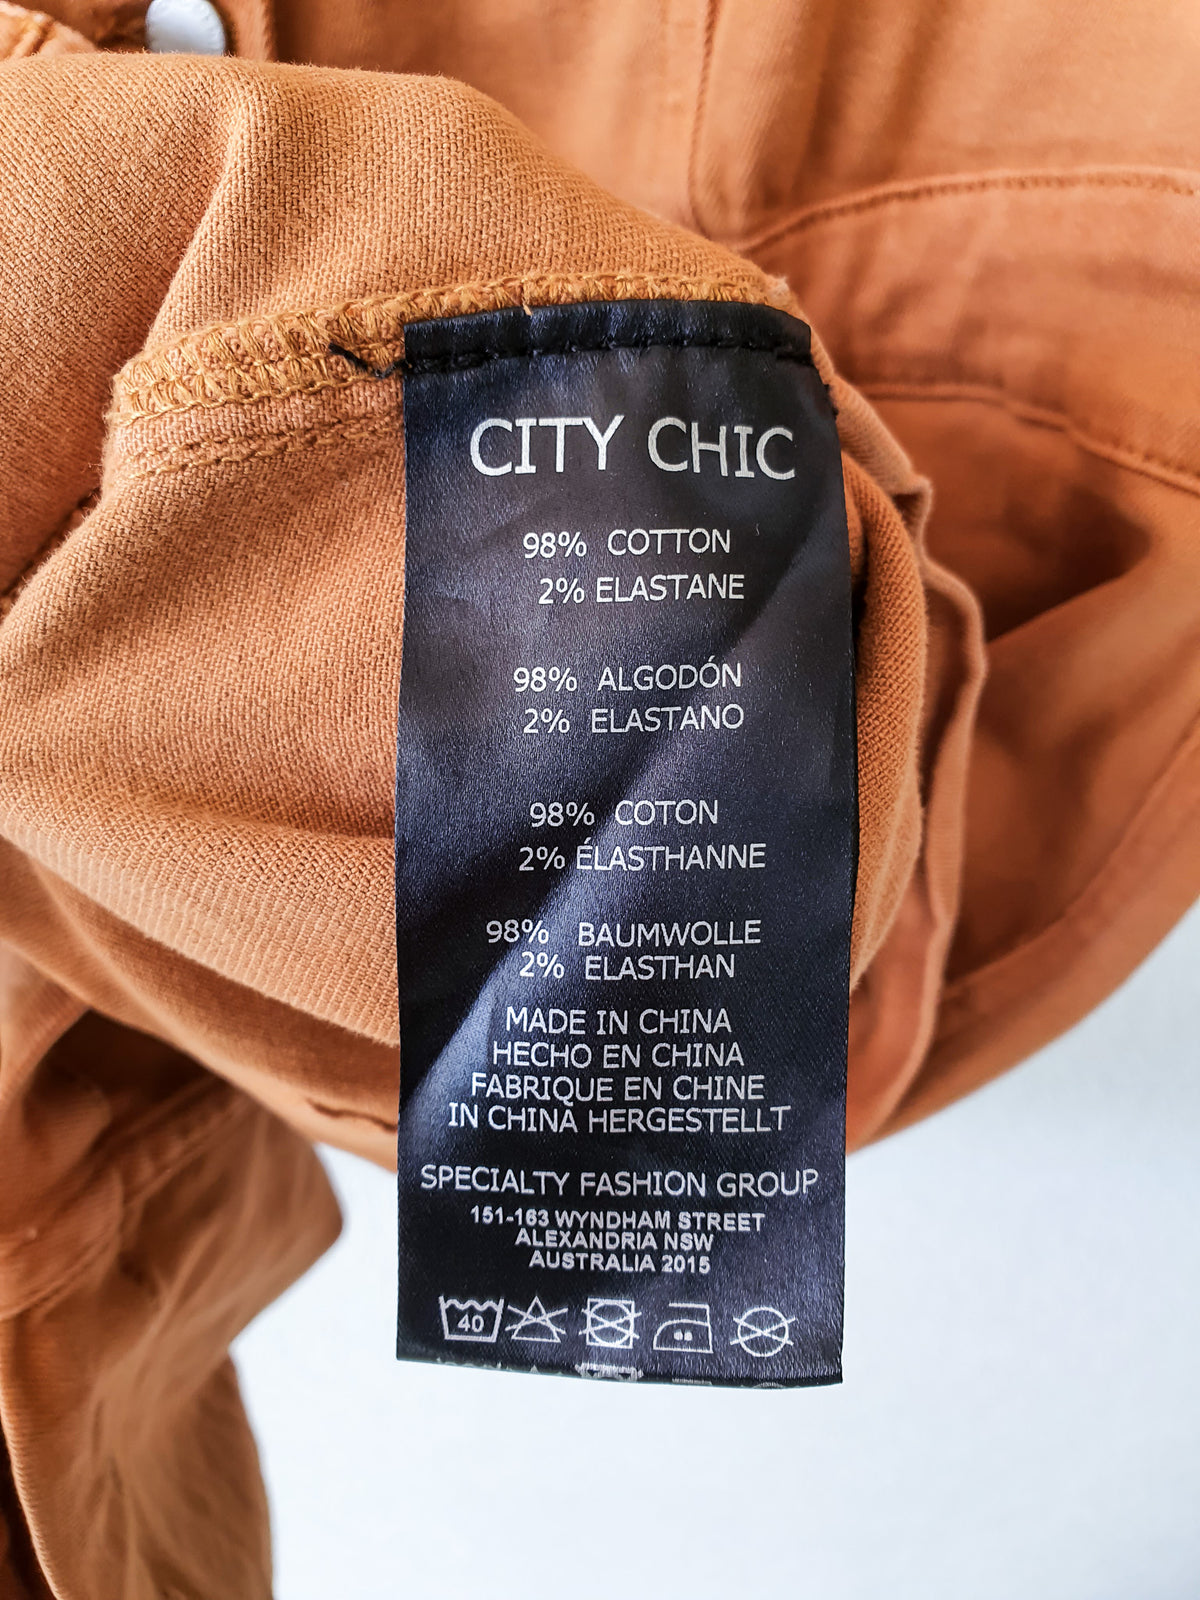 CITY CHIC
98% COTTON
2% ELASTANE
98% ALGODÓN
2% ELASTANO
98% COTON
2% ÉLASTHANNE
98% BAUMWOLLE
2% ELASTHAN
MADE IN CHINA
HECHO EN CHINA
FABRIQUE EN CHINE
IN CHINA HERGESTELLT
SPECIALTY FASHION GROUP
151-163 WYNDHAM STREET
ALEXANDRIA NSW
AUSTRALIA 2015
40